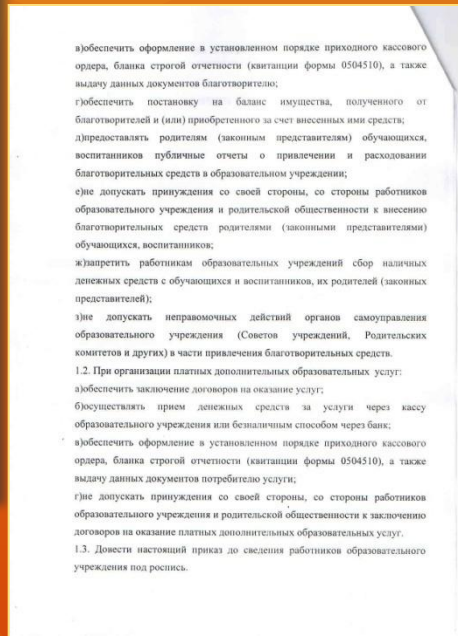 в)обеспечить оформление в установленном порядке приходного кассового
ордера, бланка строгой отчетности (квитанции формы 0504510), а также
выдачу данных документов благотворителю;
г)обеспечить постановку на баланс имущества, полученного от
благотворителей и (или) приобретенного за счет внесенных ими средств;
д)предоставлять родителям (законным представителям) обучающихся,
воспитанников публичные отчеты о привлечении и расходовании
благотворительных средств в образовательном учреждении;
е)не допускать принуждения со своей стороны, со стороны работников
образовательного учреждения и родительской общественности к внесению
благотворительных средств родителями (законными представителями)
обучающихся, воспитанников;
ж)запретить работникам образовательных учреждений сбор наличных
денежных средств с обучающихся и воспитанников, их родителей (законных
представителей);
з)не допускать неправомочных действий органов самоуправления
образовательного учреждения (Советов учреждений, Родительских
комитетов и других) в части привлечения благотворительных средств.
1.2. При организации платных дополнительных образовательных услуг:
а)обеспечить заключение договоров на оказание услуг;
б)осуществлять прием денежных средств за услуги через кассу
образовательного учреждения или безналичным способом через банк;
в)обеспечить оформление в установленном порядке приходного кассового
ордера, бланка строгой отчетности (квитанции формы 0504510), а также
выдачу данных документов потребителю услуги;
г)не допускать принуждения со своей стороны, со стороны работников
образовательного учреждения и родительской общественности к заключению
договоров на оказание платных дополнительных образовательных услуг.
1.3. Довести настоящий приказ до сведения работников образовательного
учреждения под роспись.